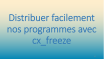 Distribuer facilement
nos programmes avec
cx_freeze